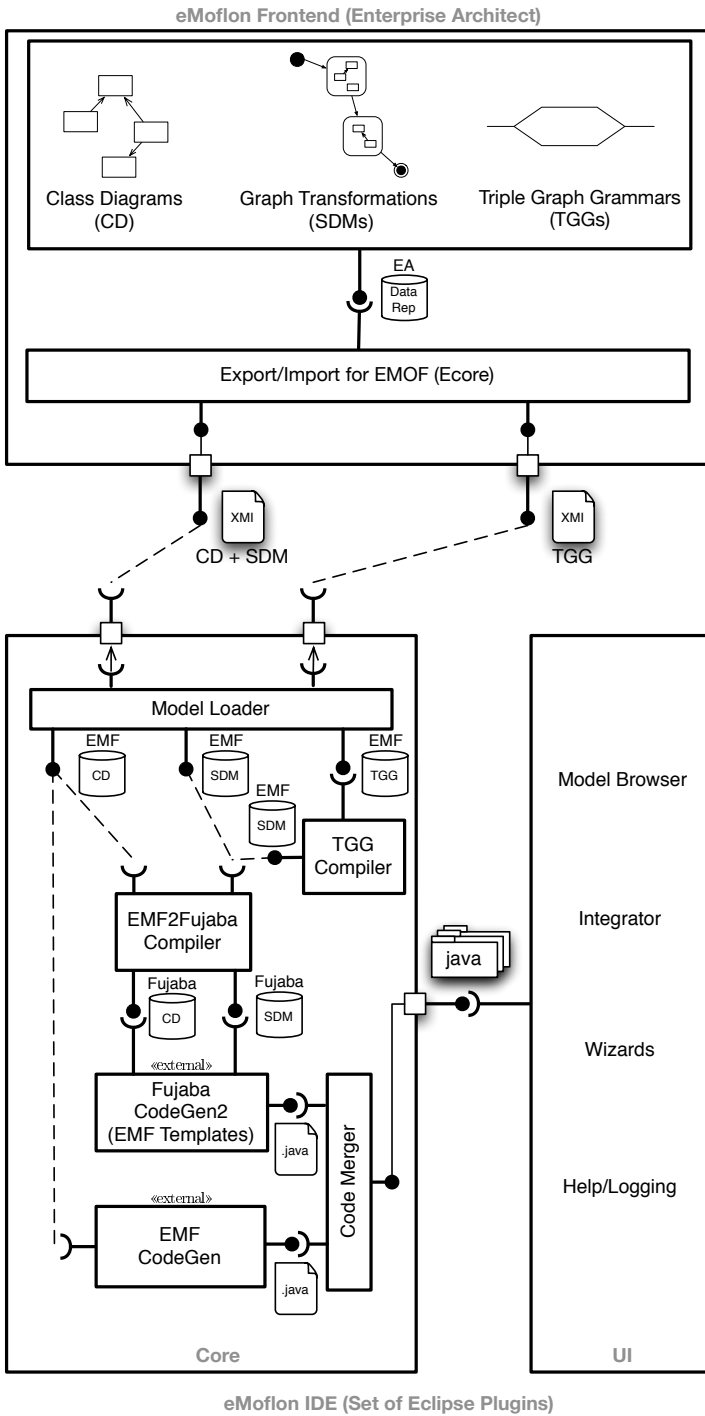 eMoflon Frontend (Enterprise Architect)
Class Diagrams
(CD)
Graph Transformations
(SDMs)
Triple Graph Grammars
(TGGs)
EA
Data
Rep
Export/Import for EMOF (Ecore)
XMI
CD + SDM
XMI
TGG
Model Loader
EMF
CD
EMF
SDM
EMF
TGG
EMF
SDM
TGG
Compiler
EMF2Fujaba
Compiler
Fujaba
CD
Fujaba
SDM
«external»
Fujaba
CodeGen2
(EMF Templates)
.java
«external»
EMF
CodeGen
.java
Code Merger
java
Core
Model Browser
Integrator
Wizards
Help/Logging
UI
eMoflon IDE (Set of Eclipse Plugins)